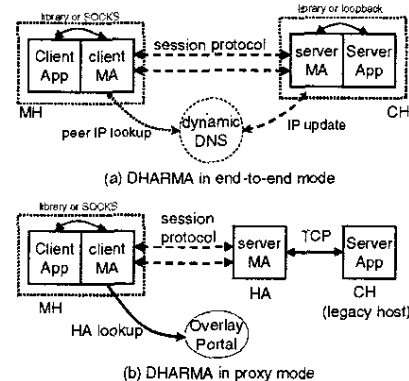 library or SOCKS
library or loopback
Client App
client MA
session protocol
server MA
Server App
MH
CH
peer IP lookup
dynamic DNS
IP update
(a) DHARMA in end-to-end mode
library or SOCKS
session protocol
Client App
client MA
server MA
TCP
Server App
MH
HA
CH
(legacy host)
HA lookup
Overlay Portal
(b) DHARMA in proxy mode